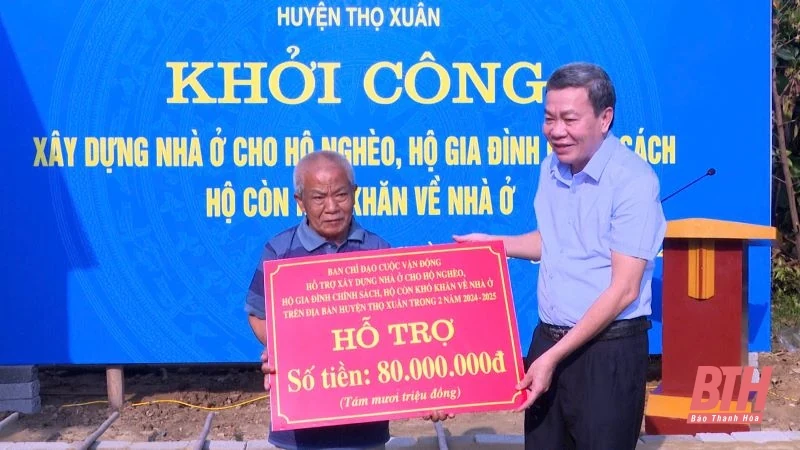 HUYỆN THỌ XUÂN
KHỞI CÔNG
XÂY DỰNG NHÀ Ở CHO HỘ NGHÈO, HỘ GIA ĐÌNH SÁCH
HỘ CÒN KHĂN VỀ NHÀ Ở
BAN CHỈ ĐẠO CUỘC VẬN ĐỘNG
HỖ TRỢ XÂY DỰNG NHÀ Ở CHO HỘ NGHÈO,
HỘ GIA ĐÌNH CHÍNH SÁCH, HỘ CÒN KHÓ KHĂN VỀ NHÀ Ở
TRÊN ĐỊA BÀN HUYỆN THỌ XUÂN TRONG 2 NĂM 2024-2025
HỖ TRỢ
Số tiền: 80.000.000đ
(Tám mươi triệu đồng)
BTH
Báo Thanh Hóa